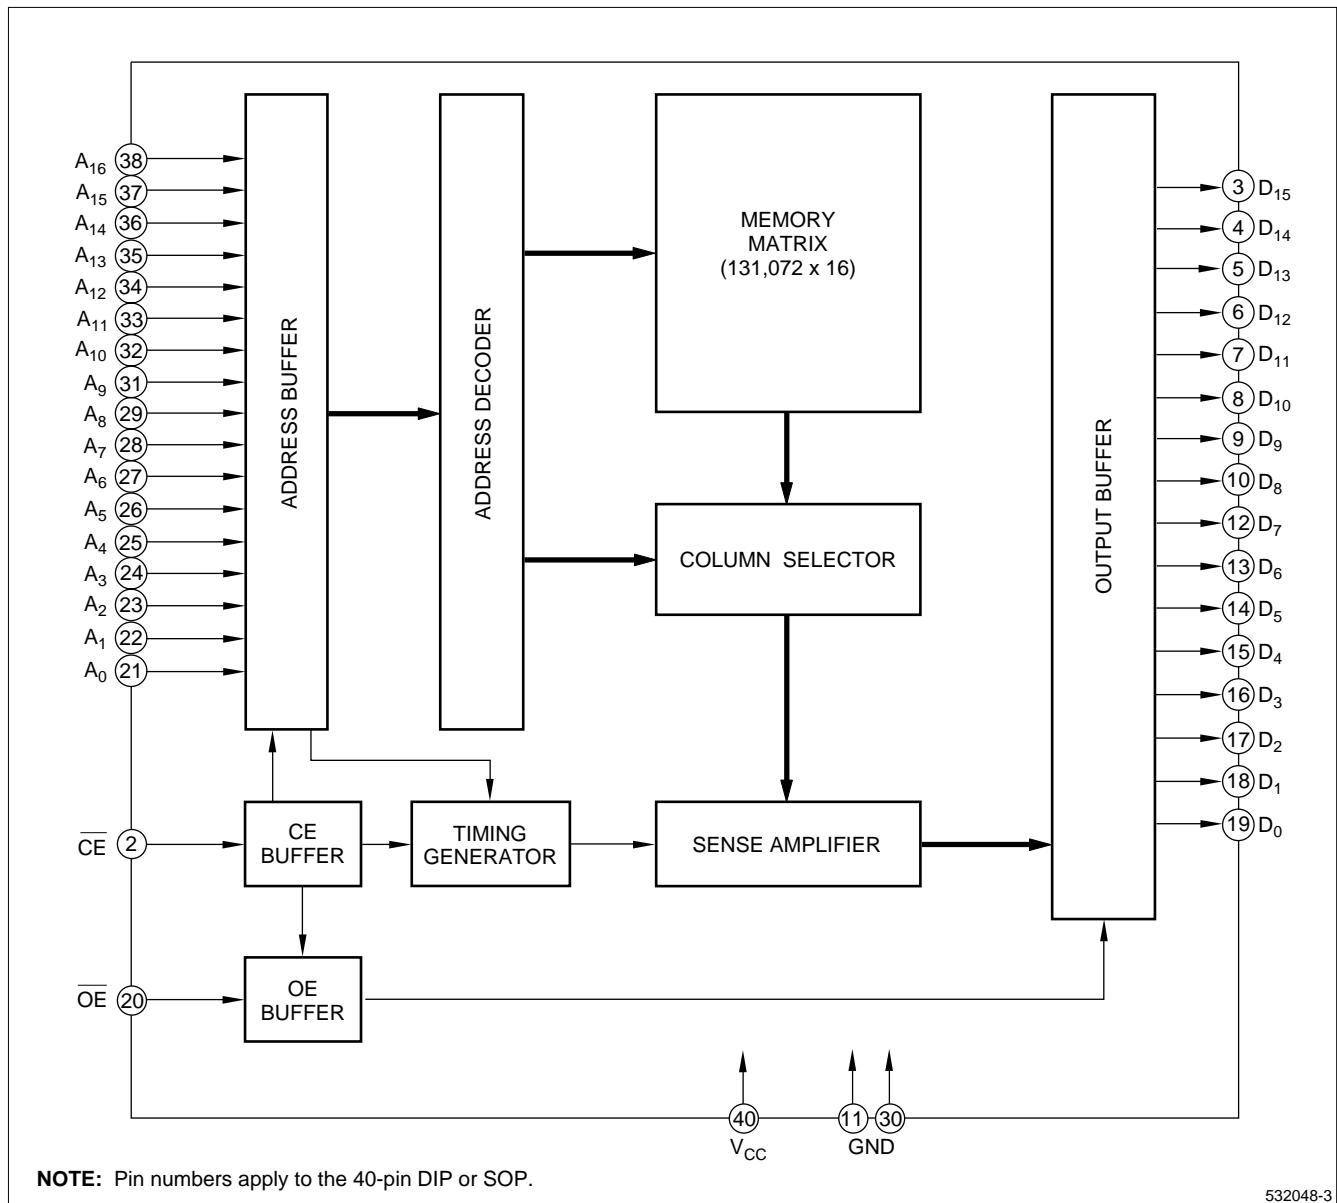 A16 38
A15 37
A14 36
A13 35
A12 34
A11 33
A10 32
A9 31
A8 29
A7 28
A6 27
A5 26
A4 25
A3 24
A2 23
A1 22
A0 21
CE 2
OE 20
ADDRESS BUFFER
ADDRESS DECODER
MEMORY
MATRIX
(131,072 x 16)
COLUMN SELECTOR
CE
BUFFER
TIMING
GENERATOR
SENSE AMPLIFIER
OE
BUFFER
OUTPUT BUFFER
3 D15
4 D14
5 D13
6 D12
7 D11
8 D10
9 D9
10 D8
12 D7
13 D6
14 D5
15 D4
16 D3
17 D2
18 D1
19 D0
40
VCC
11 30
GND
NOTE: Pin numbers apply to the 40-pin DIP or SOP.
532048-3